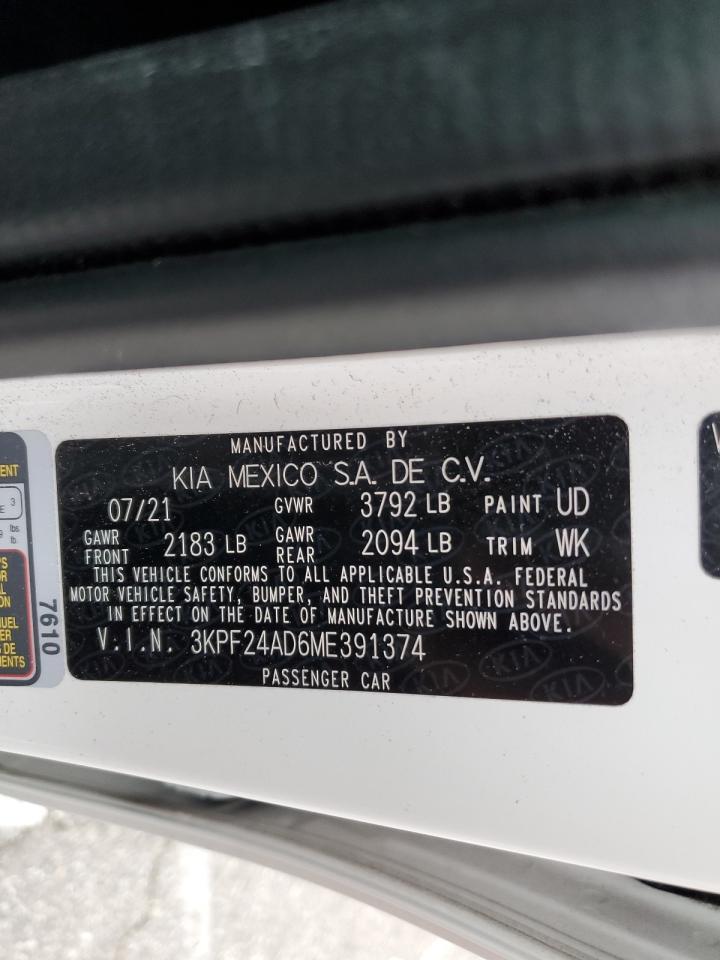 MANUFACTURED BY
KIA MEXICO S.A. DE C.V.
07/21 GVWR 3792 LB PAINT UD
GAWR FRONT 2183 LB GAWR REAR 2094 LB TRIM WK
THIS VEHICLE CONFORMS TO ALL APPLICABLE U.S.A. FEDERAL
MOTOR VEHICLE SAFETY, BUMPER, AND THEFT PREVENTION STANDARDS
IN EFFECT ON THE DATE OF MANUFACTURE SHOWN ABOVE.
V.I.N. 3KPF24AD6ME391374
PASSENGER CAR
7610
3
lbs